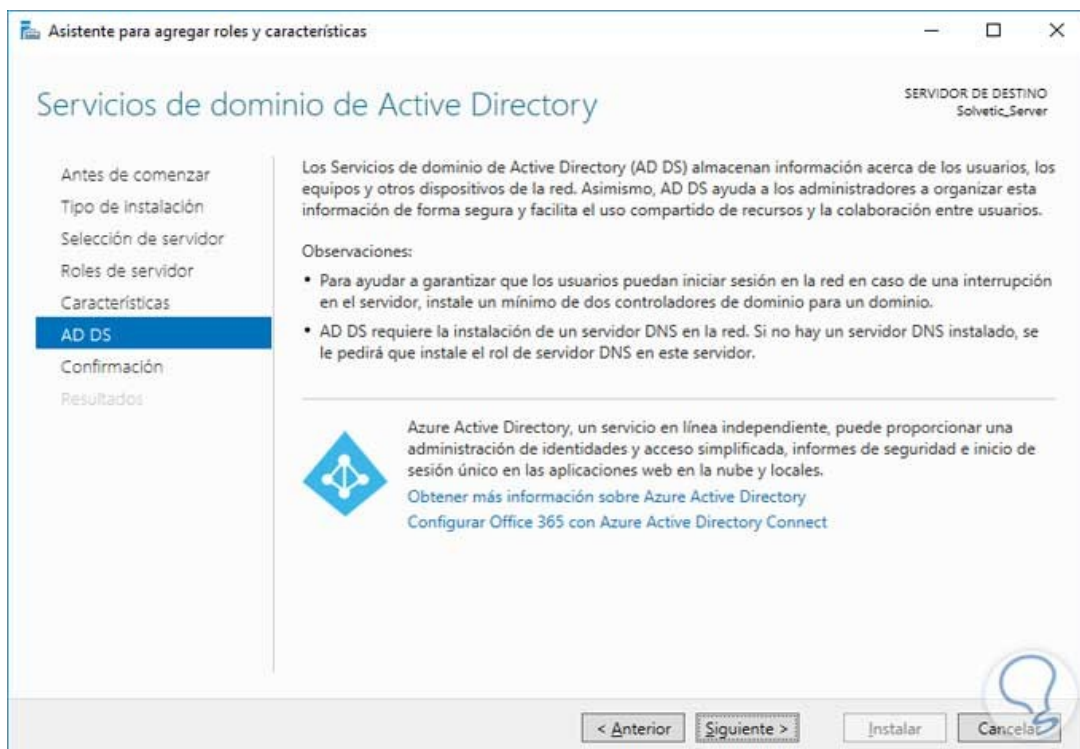 Asistente para agregar roles y características
Servicios de dominio de Active Directory
SERVIDOR DE DESTINO
Solvetic_Server
Antes de comenzar
Tipo de instalación
Selección de servidor
Roles de servidor
Características
AD DS
Confirmación
Resultados
Los Servicios de dominio de Active Directory (AD DS) almacenan información acerca de los usuarios, los
equipos y otros dispositivos de la red. Asimismo, AD DS ayuda a los administradores a organizar esta
información de forma segura y facilita el uso compartido de recursos y la colaboración entre usuarios.
Observaciones:
• Para ayudar a garantizar que los usuarios puedan iniciar sesión en la red en caso de una interrupción
en el servidor, instale un mínimo de dos controladores de dominio para un dominio.
• AD DS requiere la instalación de un servidor DNS en la red. Si no hay un servidor DNS instalado, se
le pedirá que instale el rol de servidor DNS en este servidor.
Azure Active Directory, un servicio en línea independiente, puede proporcionar una
administración de identidades y acceso simplificada, informes de seguridad e inicio de
sesión único en las aplicaciones web en la nube y locales.
Obtener más información sobre Azure Active Directory
Configurar Office 365 con Azure Active Directory Connect
< Anterior
Siguiente >
Instalar
Cancelar